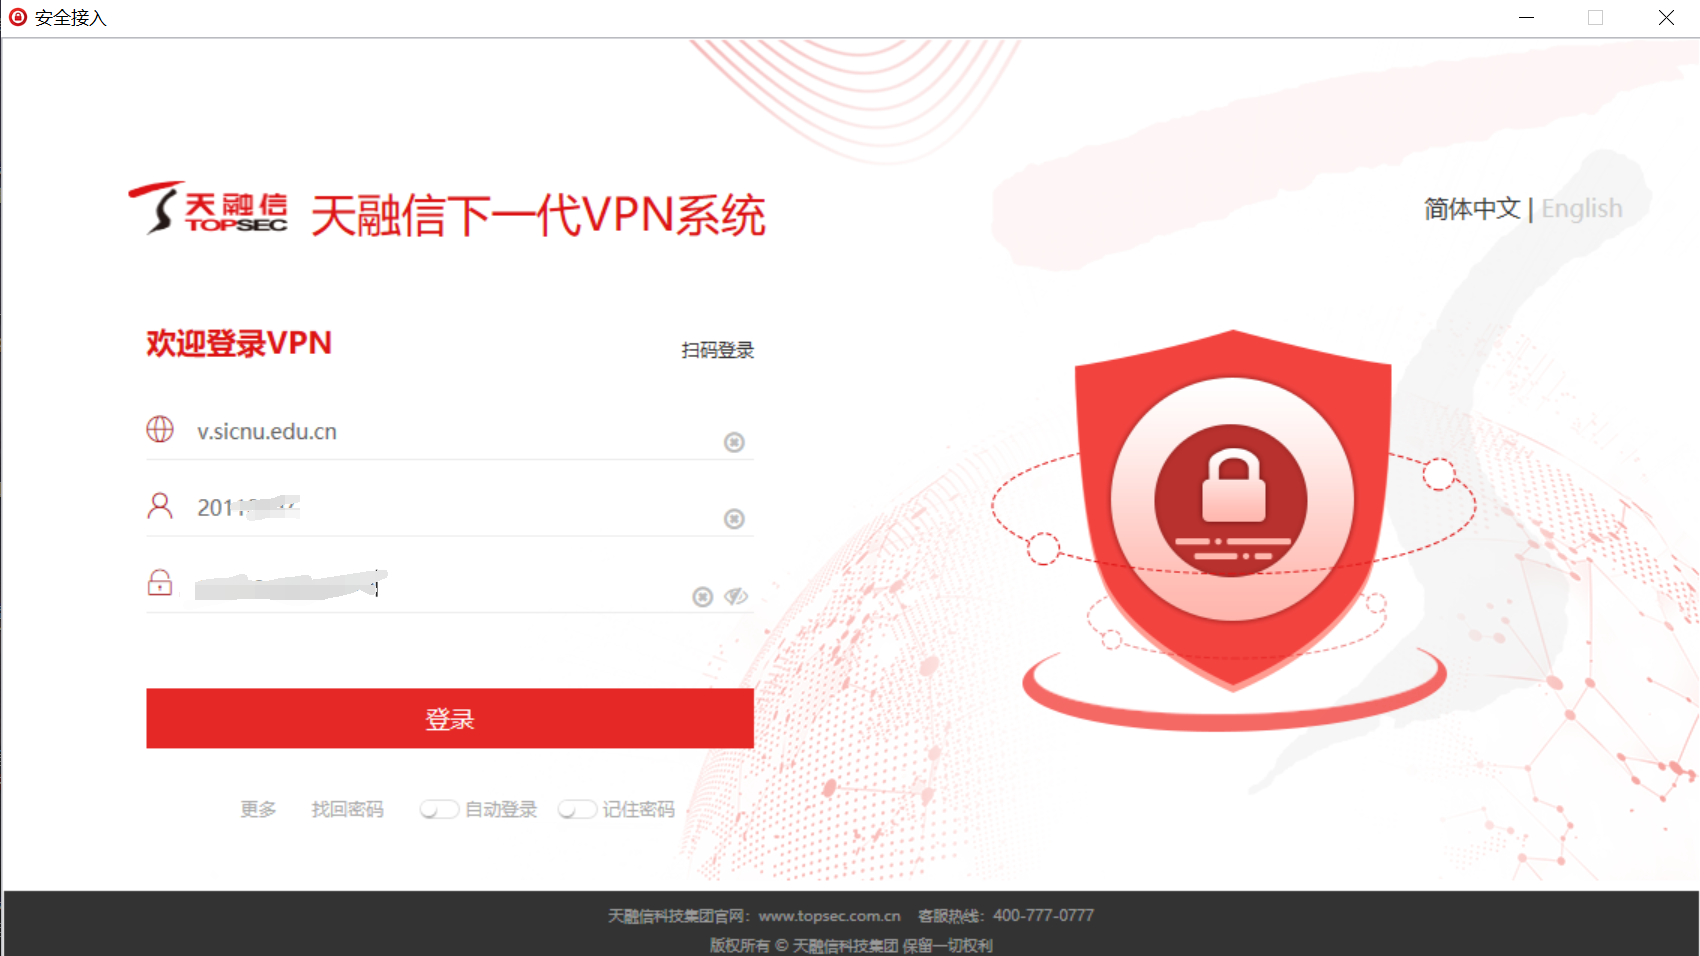 安全接入
天融信 TOPSEC 天融信下一代VPN系统
简体中文 | English
欢迎登录VPN
扫码登录
v.sicnu.edu.cn
登录
更多 找回密码 自动登录 记住密码
天融信科技集团官网：www.topsec.com.cn 客服热线：400-777-0777
版权所有 © 天融信科技集团 保留一切权利